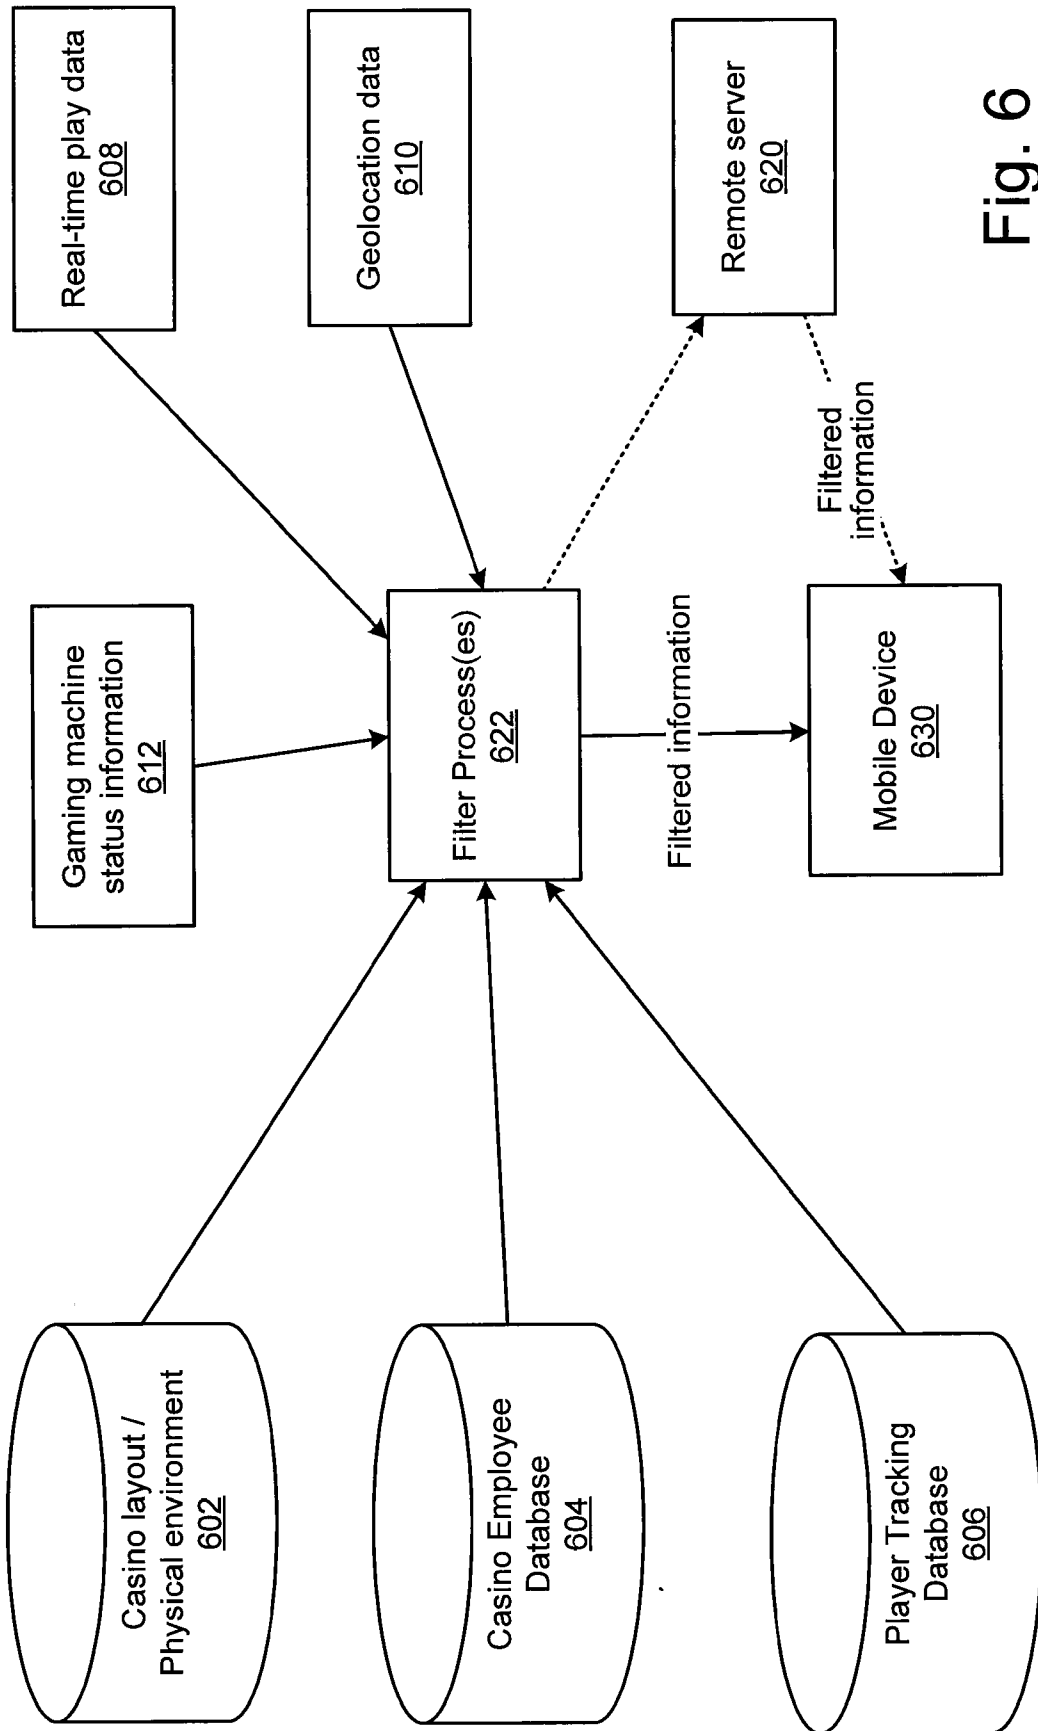 Casino layout /
Physical environment
602
Casino Employee
Database
604
Player Tracking
Database
606
Gaming machine
status information
612
Filter Process(es)
622
Filtered information
Mobile Device
630
Real-time play data
608
Geolocation data
610
Remote server
620
Filtered
information
Fig. 6